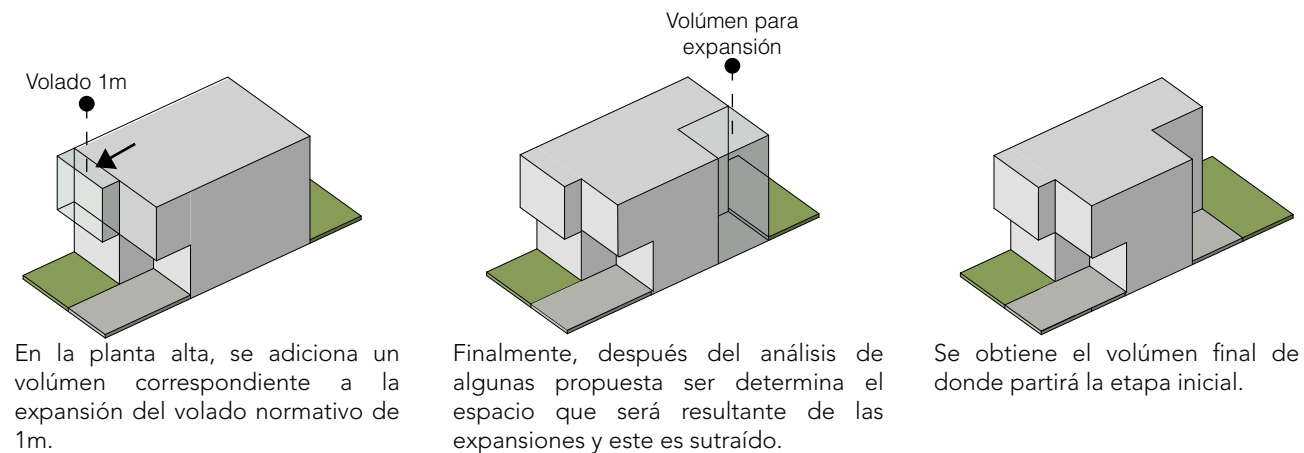 Volado 1m
En la planta alta, se adiciona un
volúmen correspondiente a la
expansión del volado normativo de
1m.
Volúmen para
expansión
Finalmente, después del análisis de
algunas propuesta ser determina el
espacio que será resultante de las
expansiones y este es sutraído.
Se obtiene el volúmen final de
donde partirá la etapa inicial.